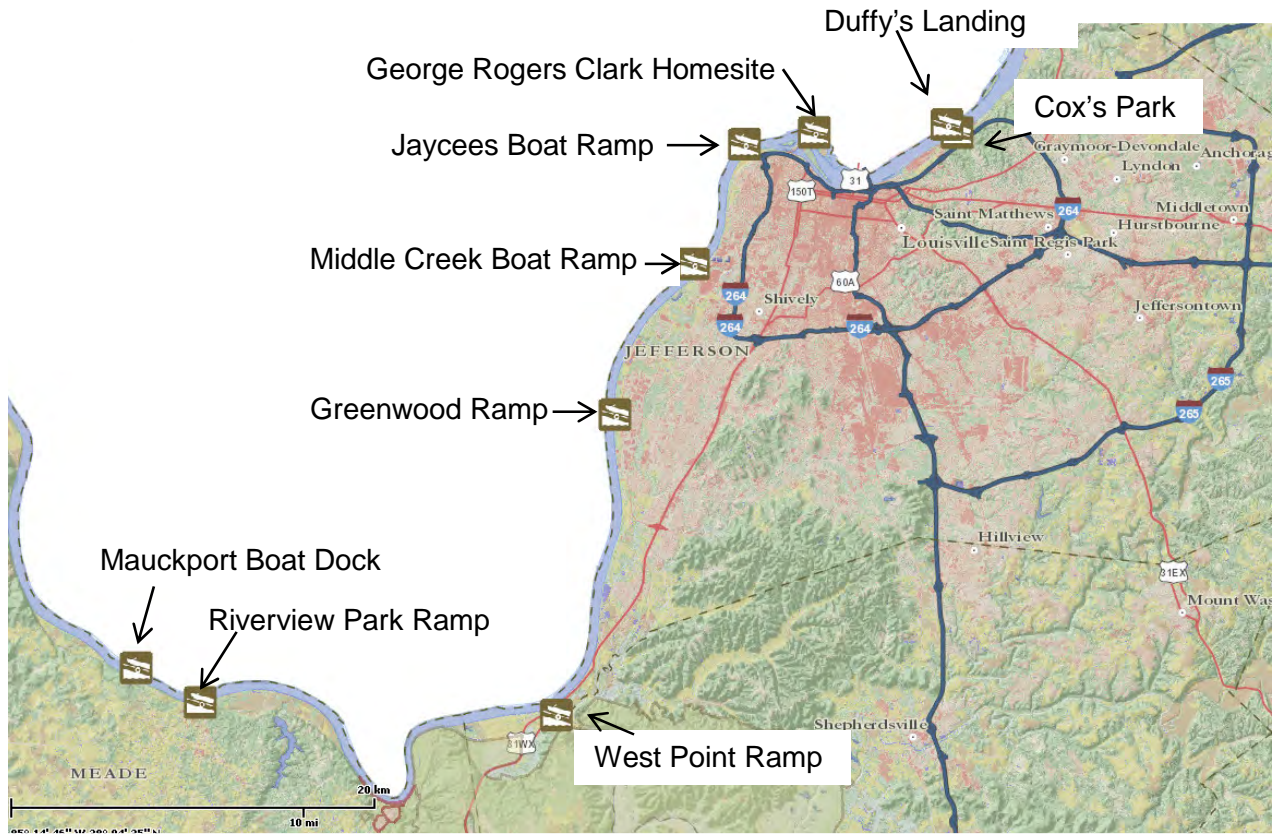 Duffy's Landing
George Rogers Clark Homesite
Cox's Park
Jaycees Boat Ramp
Graymoor-Devondale
Anchorag
Lyndon
31
150T
Saint Matthews
264
Middletown
Hurstbourne
Louisville
Saint Regis Park
Middle Creek Boat Ramp
60A
264
Shively
Jeffersontown
264
264
JEFFERSON
265
Greenwood Ramp
265
Hillview
Mauckport Boat Dock
31EX
Mount Was
Riverview Park Ramp
Shepherdsville
31WX
West Point Ramp
MEADE
20 km
10 mi